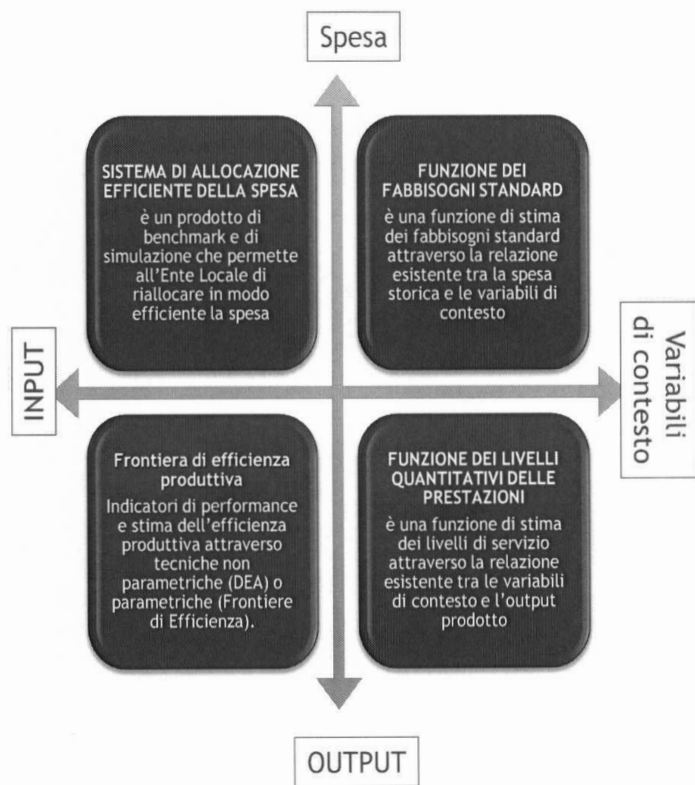 Spesa
SISTEMA DI ALLOCAZIONE
EFFICIENTE DELLA SPESA
è un prodotto di
benchmark e di
simulazione che permette
all'Ente Locale di
riallocare in modo
efficiente la spesa
FUNZIONE DEI
FABBISOGNI STANDARD
è una funzione di stima
dei fabbisogni standard
attraverso la relazione
esistente tra la spesa
storica e le variabili di
contesto
INPUT
Variabili
di contesto
Frontiera di efficienza
produttiva
Indicatori di performance
e stima dell'efficienza
produttiva attraverso
tecniche non
parametriche (DEA) o
parametriche (Frontiere
di Efficienza).
FUNZIONE DEI LIVELLI
QUANTITATIVI DELLE
PRESTAZIONI
è una funzione di stima
dei livelli di servizio
attraverso la relazione
esistente tra le variabili
di contesto e l'output
prodotto
OUTPUT